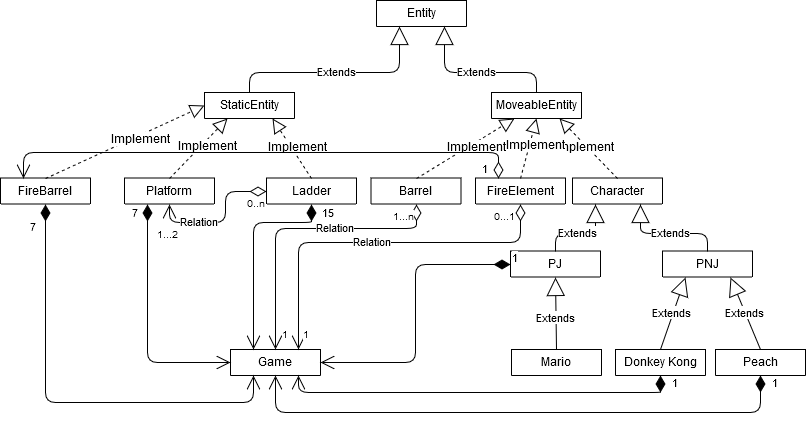 Entity
Extends
Extends
StaticEntity
MoveableEntity
Implement
Implement
Implement
Implement
Implement
mplement
1
FireBarrel
Platform
Ladder
Barrel
FireElement
Character
7
7
Relation
1...2
0..n
15
1...n
0...1
Relation
Relation
Extends
Extends
1
PJ
PNJ
Extends
Extends
Extends
1
1
Game
Mario
Donkey Kong
Peach
1
1